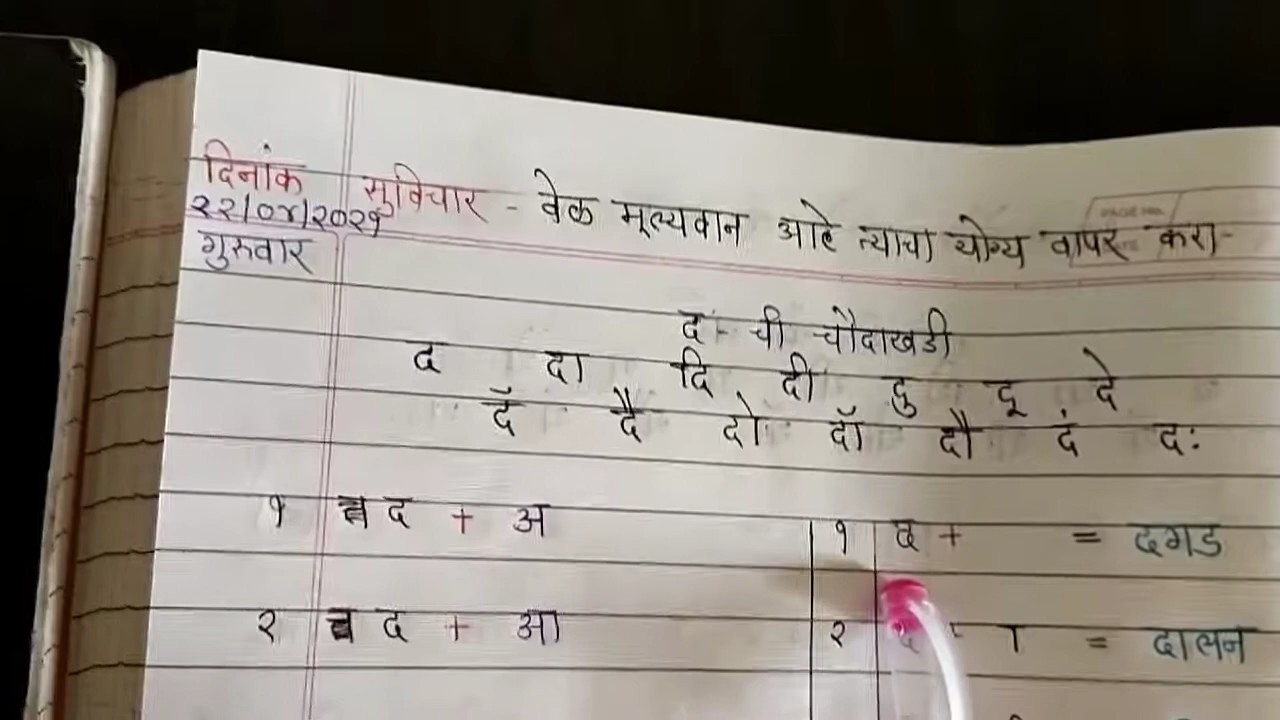 दिनांक सुविचार - वेळ मूल्यवान आहे त्याचा योग्य वापर करा-
२२/०४/२०२१
गुरुवार
द - ची चौदाखडी
द दा दि दी दु दू दे
दॅ दै दो दॉ दौ दं दः
१ द + अ
१ द + = दगड
२ द + आ
२ द ा = दालन